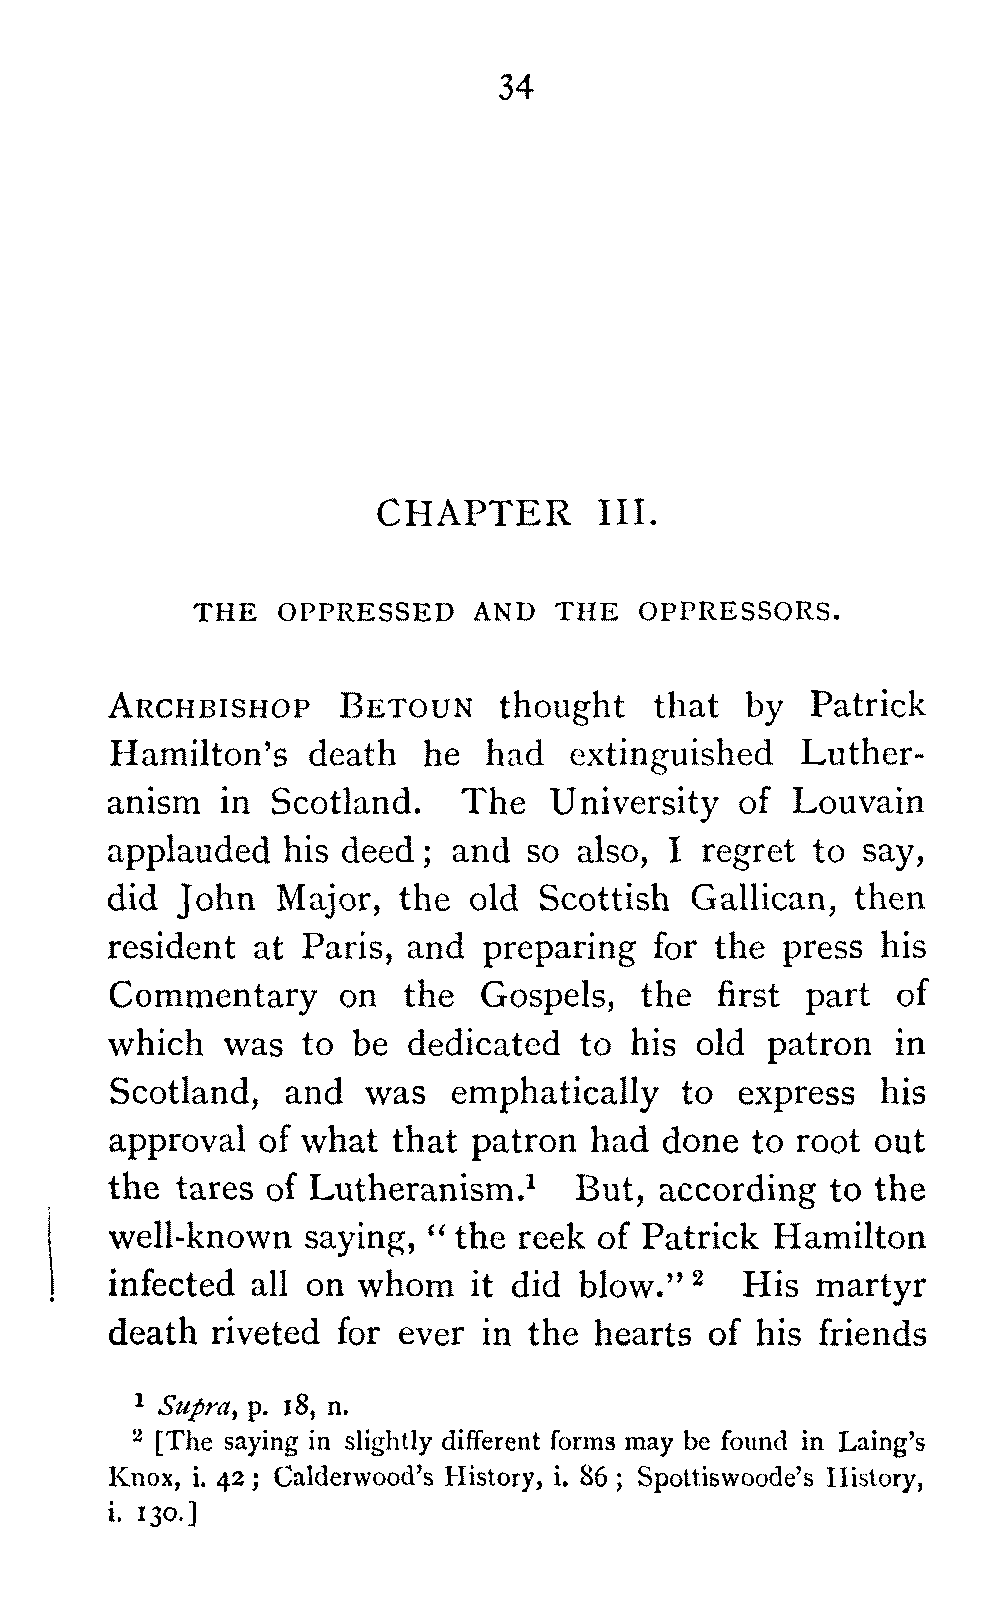 34
CHAPTER III.
THE OPPRESSED AND THE OPPRESSORS.
ARCHBISHOP BETOUN thought that by Patrick
Hamilton's death he had extinguished Luther-
anism in Scotland. The University of Louvain
applauded his deed; and so also, I regret to say,
did John Major, the old Scottish Gallican, then
resident at Paris, and preparing for the press his
Commentary on the Gospels, the first part of
which was to be dedicated to his old patron in
Scotland, and was emphatically to express his
approval of what that patron had done to root out
the tares of Lutheranism.¹ But, according to the
well-known saying, “the reek of Patrick Hamilton
infected all on whom it did blow.”² His martyr
death riveted for ever in the hearts of his friends
¹ Supra, p. 18, n.
² [The saying in slightly different forms may be found in Laing's
Knox, i. 42; Calderwood's History, i. 86; Spottiswoode's History,
i. 130.]